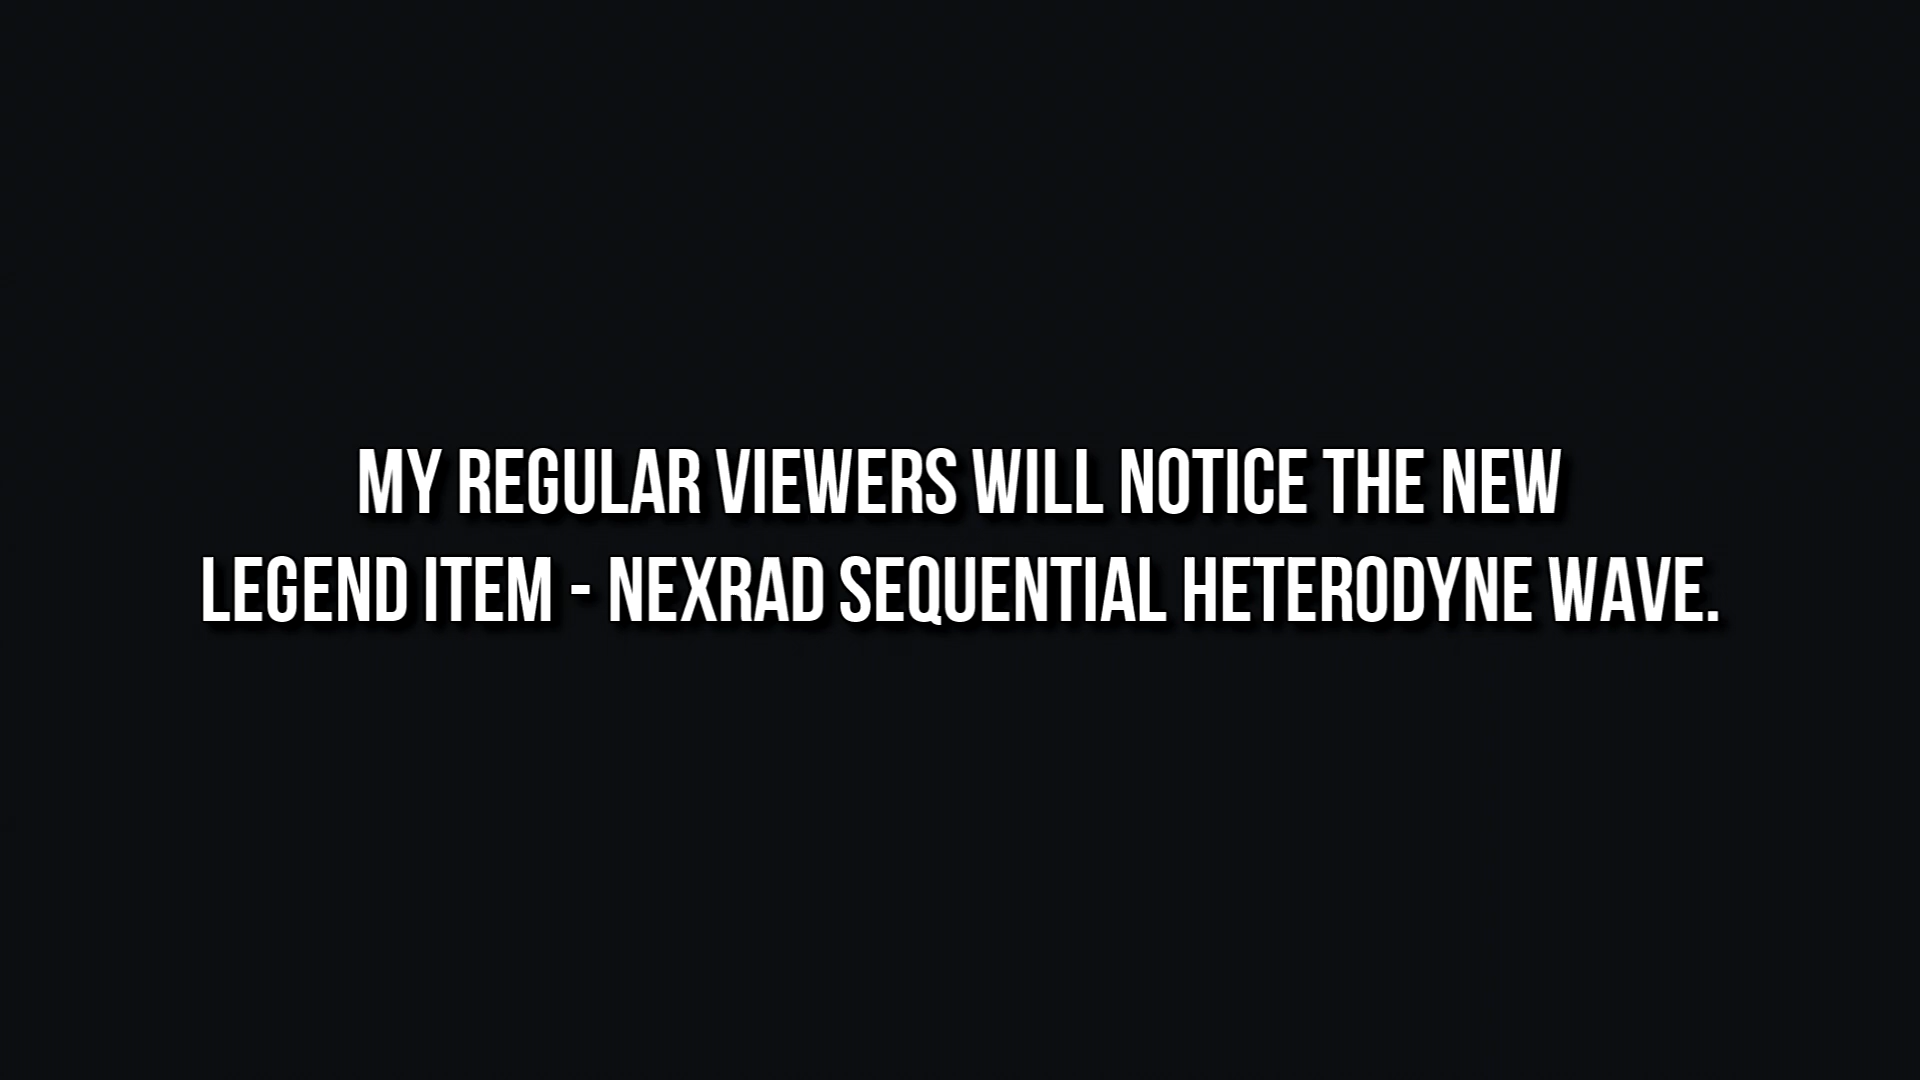 MY REGULAR VIEWERS WILL NOTICE THE NEW
LEGEND ITEM - NEXRAD SEQUENTIAL HETERODYNE WAVE.